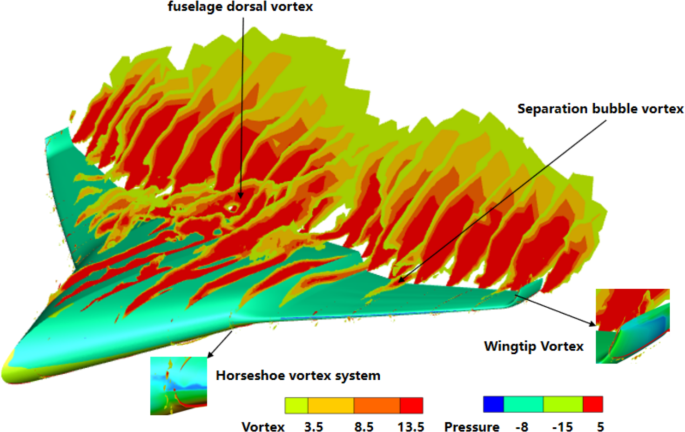 fuselage dorsal vortex
Separation bubble vortex
Wingtip Vortex
Horseshoe vortex system
Vortex 3.5 8.5 13.5
Pressure -8 -15 5